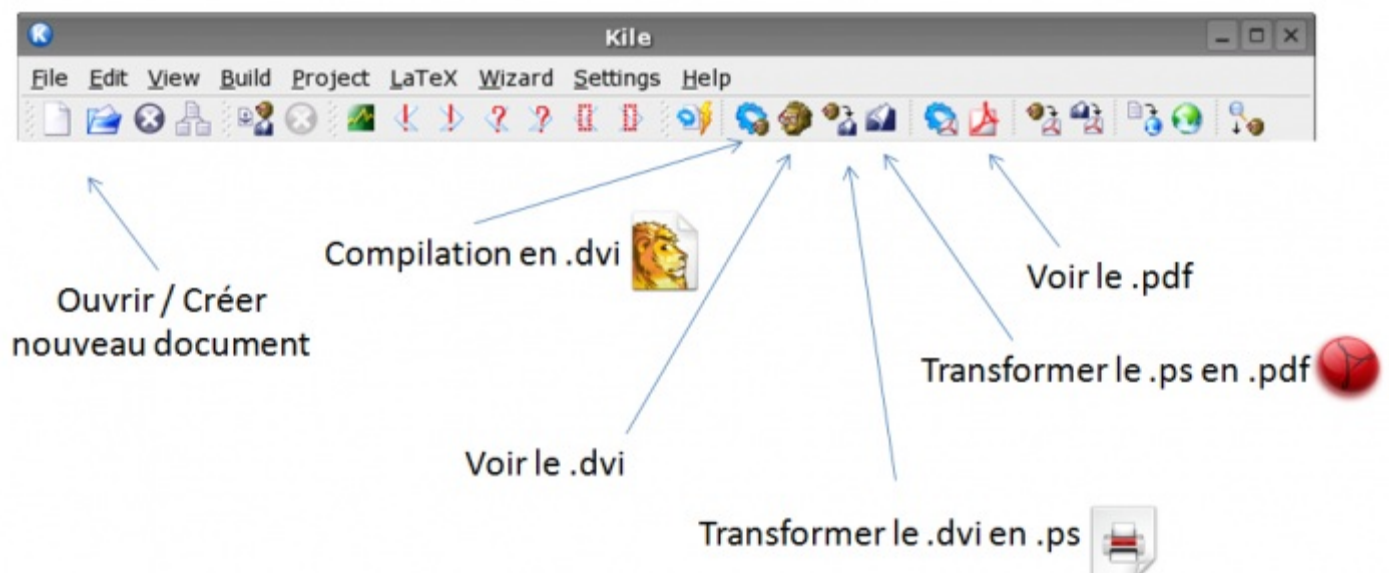 Kile
File Edit View Build Project LaTeX Wizard Settings Help
Compilation en .dvi
Ouvrir / Créer
nouveau document
Voir le .pdf
Transformer le .ps en .pdf
Voir le .dvi
Transformer le .dvi en .ps